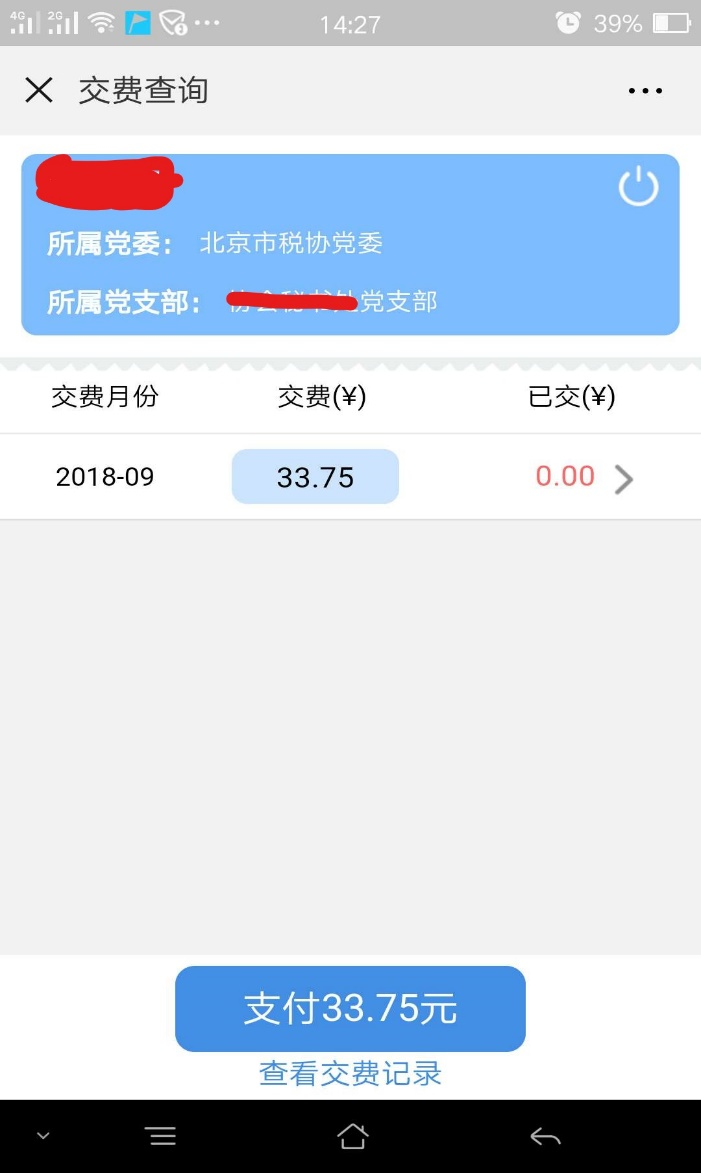 4G 2G 14:27 39%
交费查询
所属党委： 北京市税协党委
所属党支部： 党支部
交费月份 交费(¥) 已交(¥)
2018-09 33.75 0.00
支付33.75元
查看交费记录